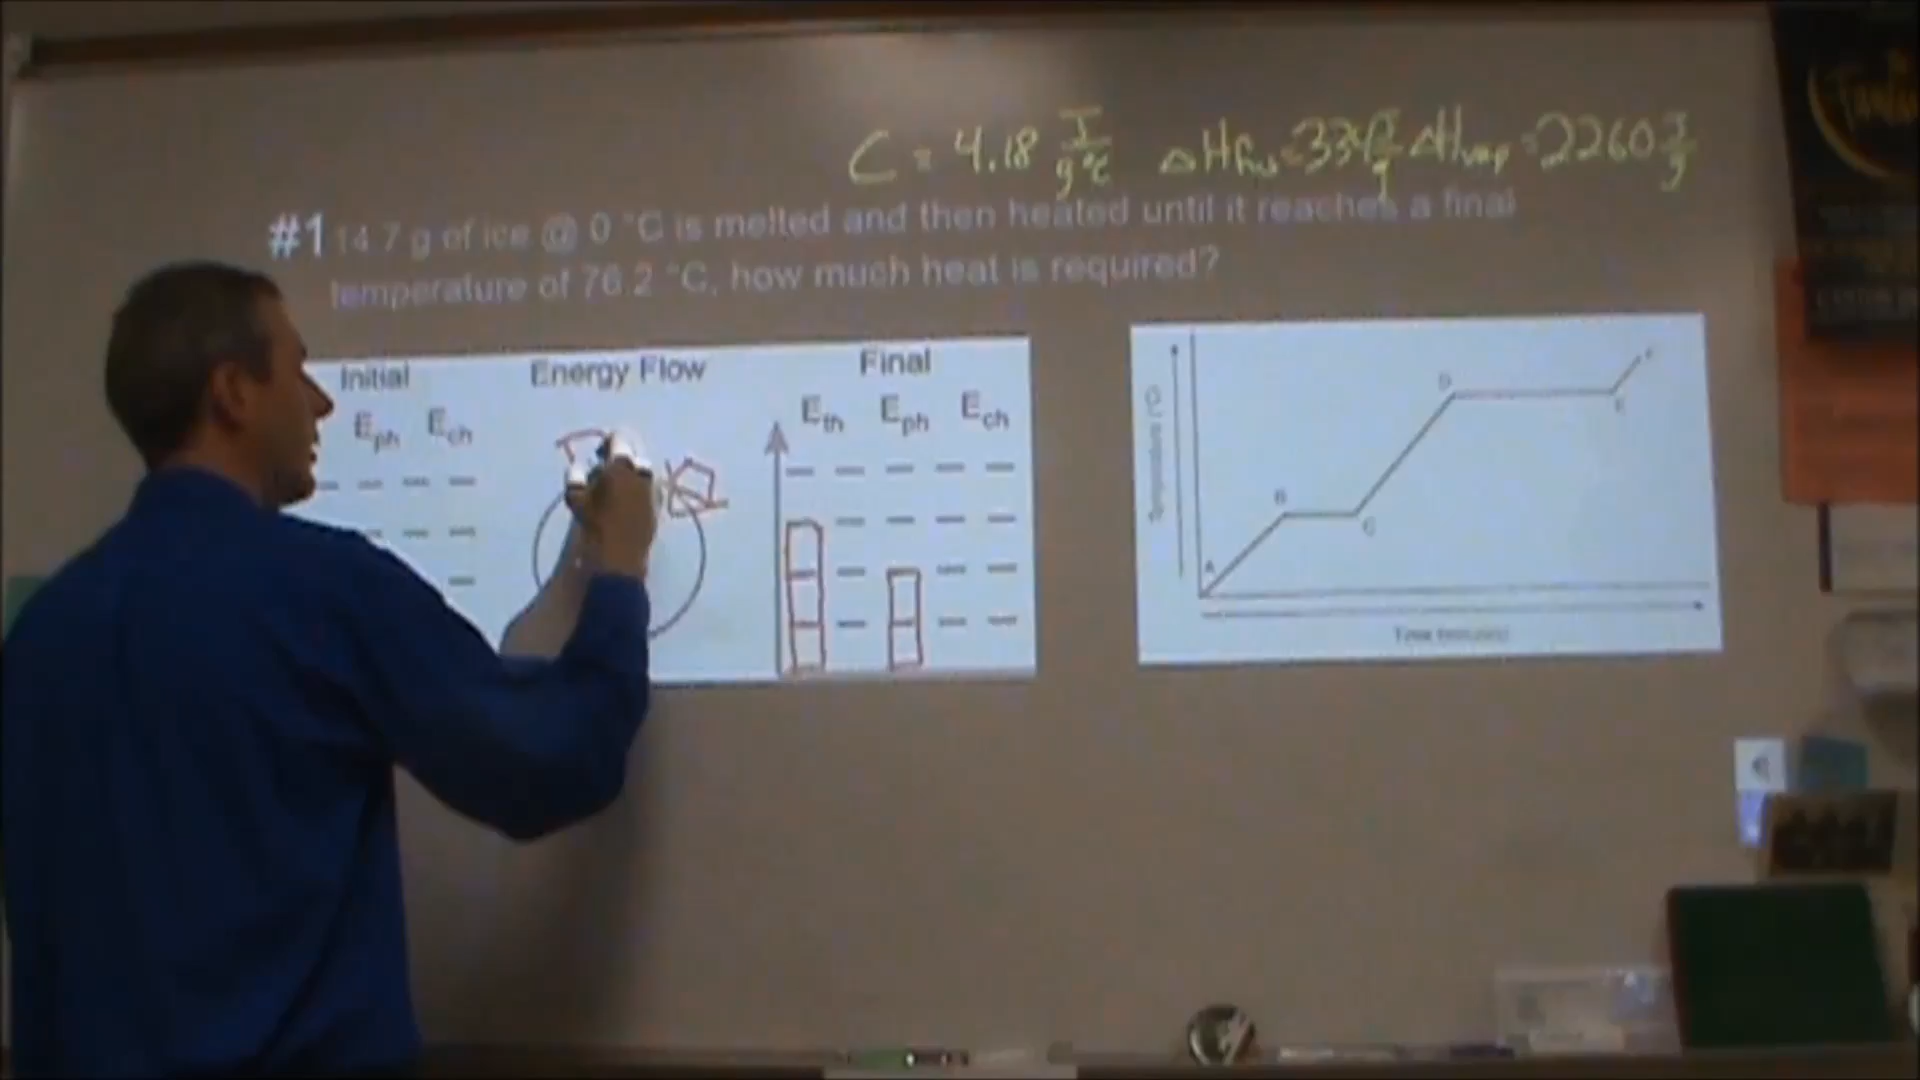 C = 4.18 J/g°C ΔHfus = 334 J/g ΔHvap = 2260 J/g
#1 14.7 g of ice @ 0 °C is melted and then heated until it reaches a final
temperature of 76.2 °C, how much heat is required?
Initial Energy Flow Final
Eph Ech Eth Eph Ech
A B C D E F